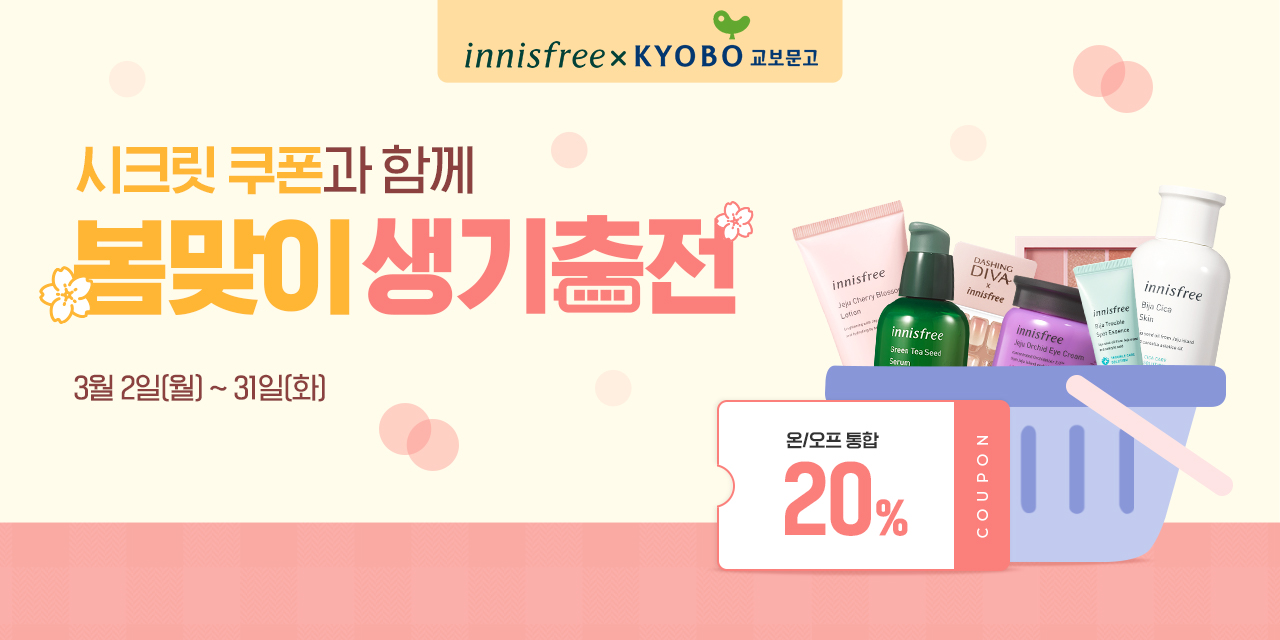 innisfree × KYOBO 교보문고
시크릿 쿠폰과 함께
봄맞이 생기충전
3월 2일(월) ~ 31일(화)
innisfree
Jeju Cherry Blossom
Lotion
innisfree
Green Tea Seed
Serum
DASHING
DIVA
x
innisfree
innisfree
Jeju Orchid Eye Cream
innisfree
Bija Trouble
Spot Essence
innisfree
Bija Cica
Skin
온/오프 통합
20%
COUPON